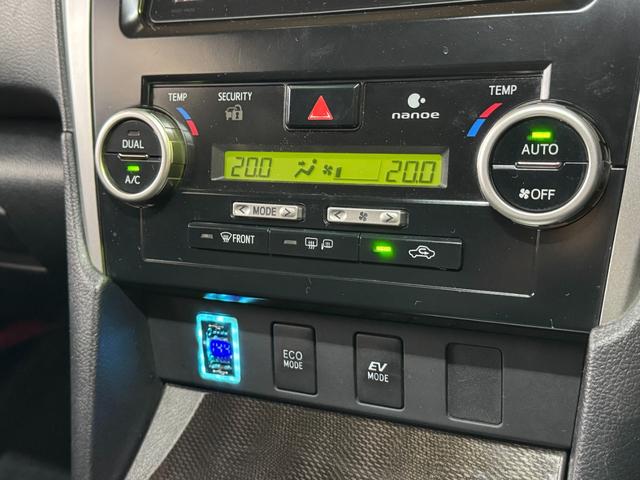 TEMP
SECURITY
nanoe
TEMP
DUAL
A/C
20.0
20.0
AUTO
OFF
MODE
FRONT
ECO
MODE
EV
MODE